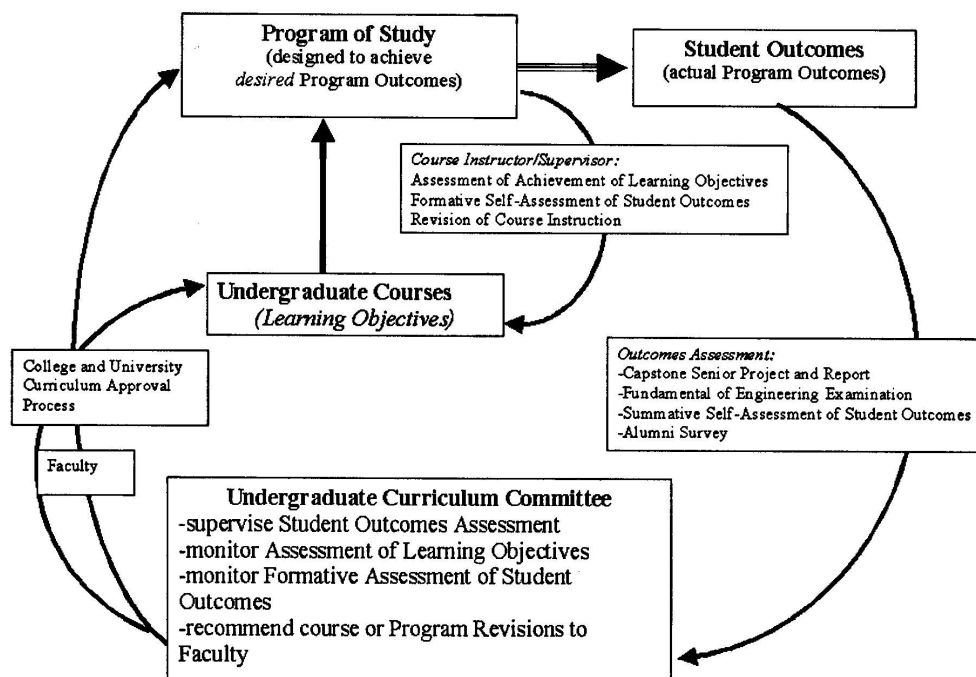 Program of Study
(designed to achieve
desired Program Outcomes)
Student Outcomes
(actual Program Outcomes)
Course Instructor/Supervisor:
Assessment of Achievement of Learning Objectives
Formative Self-Assessment of Student Outcomes
Revision of Course Instruction
Undergraduate Courses
(Learning Objectives)
College and University
Curriculum Approval
Process
Outcomes Assessment:
-Capstone Senior Project and Report
-Fundamental of Engineering Examination
-Summative Self-Assessment of Student Outcomes
-Alumni Survey
Faculty
Undergraduate Curriculum Committee
-supervise Student Outcomes Assessment
-monitor Assessment of Learning Objectives
-monitor Formative Assessment of Student
Outcomes
-recommend course or Program Revisions to
Faculty